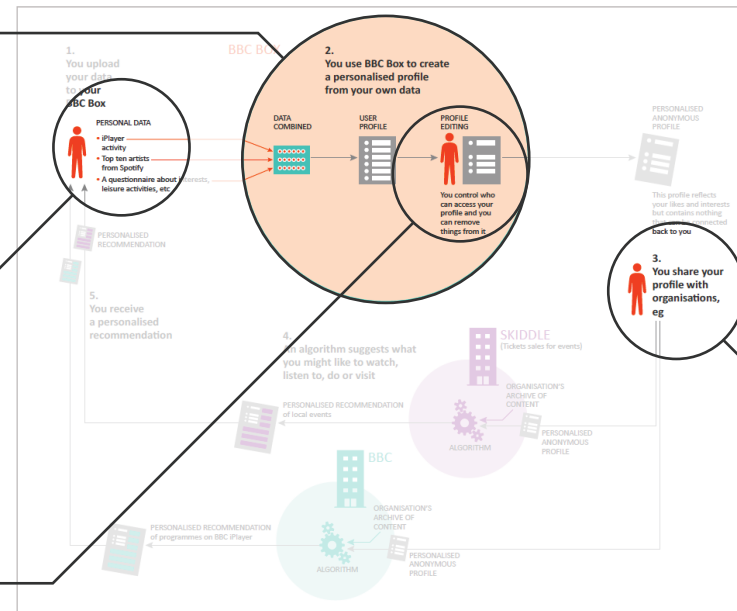 1.
You upload
your data
to your
BBC Box
PERSONAL DATA
• iPlayer
activity
• Top ten artists
from Spotify
• A questionnaire about interests,
leisure activities, etc
BBC BOX
2.
You use BBC Box to create
a personalised profile
from your own data
DATA
COMBINED
USER
PROFILE
PROFILE
EDITING
You control who
can access your
profile and you
can remove
things from it
PERSONALISED
ANONYMOUS
PROFILE
This profile reflects
your likes and interests
but contains nothing
that can be connected
back to you
3.
You share your
profile with
organisations,
eg
PERSONALISED
RECOMMENDATION
5.
You receive
a personalised
recommendation
4.
An algorithm suggests what
you might like to watch,
listen to, do or visit
SKIDDLE
(Tickets sales for events)
ORGANISATION'S
ARCHIVE OF
CONTENT
PERSONALISED
ANONYMOUS
PROFILE
ALGORITHM
PERSONALISED RECOMMENDATION
of local events
BBC
ORGANISATION'S
ARCHIVE OF
CONTENT
PERSONALISED
ANONYMOUS
PROFILE
ALGORITHM
PERSONALISED RECOMMENDATION
of programmes on BBC iPlayer